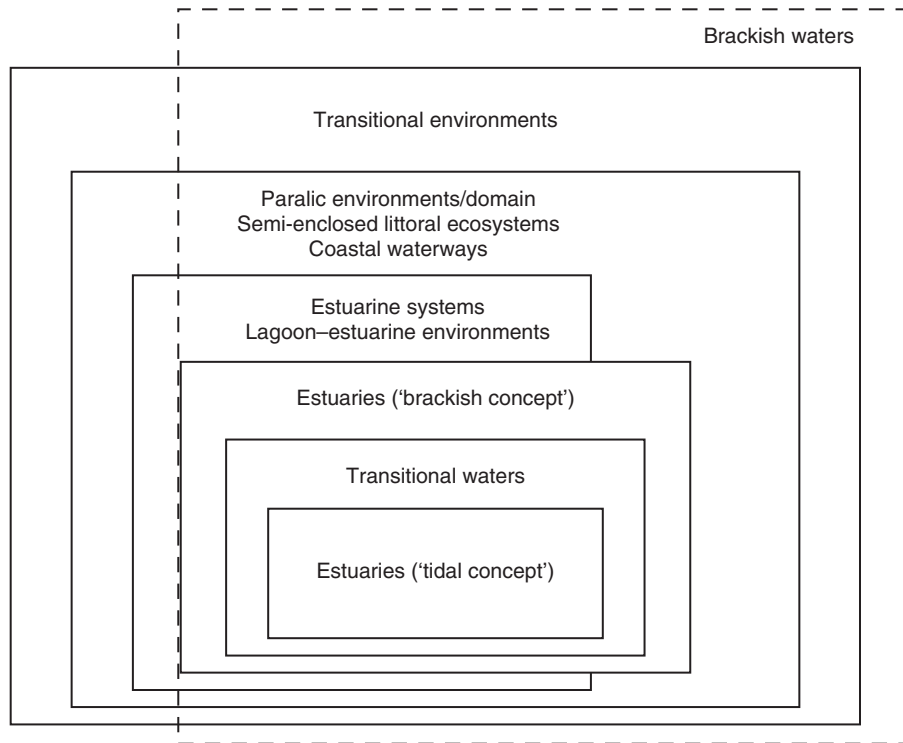 Brackish waters
Transitional environments
Paralic environments/domain
Semi-enclosed littoral ecosystems
Coastal waterways
Estuarine systems
Lagoon–estuarine environments
Estuaries (‘brackish concept’)
Transitional waters
Estuaries (‘tidal concept’)